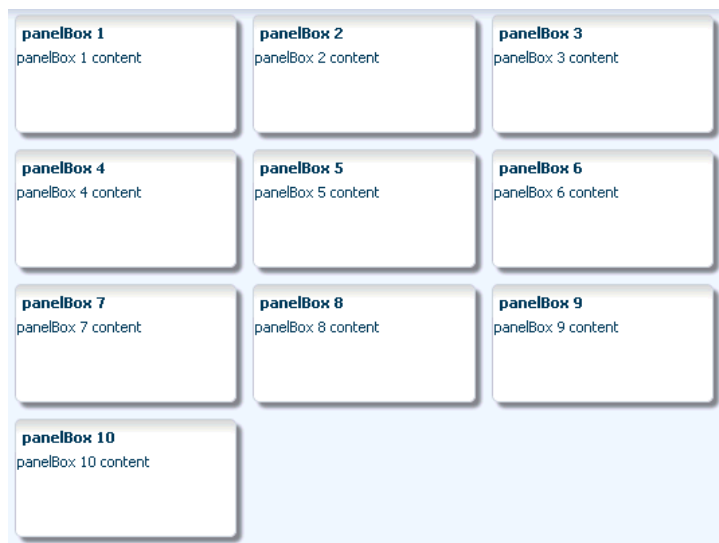 panelBox 1
panelBox 1 content
panelBox 2
panelBox 2 content
panelBox 3
panelBox 3 content
panelBox 4
panelBox 4 content
panelBox 5
panelBox 5 content
panelBox 6
panelBox 6 content
panelBox 7
panelBox 7 content
panelBox 8
panelBox 8 content
panelBox 9
panelBox 9 content
panelBox 10
panelBox 10 content